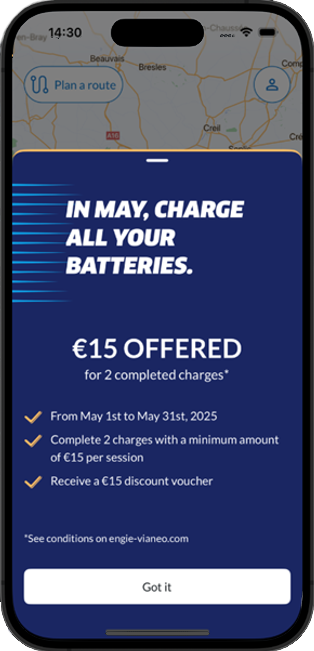 14:30
Beauvais
Bresles
Plan a route
A16
Creil
IN MAY, CHARGE
ALL YOUR
BATTERIES.
€15 OFFERED
for 2 completed charges*
From May 1st to May 31st, 2025
Complete 2 charges with a minimum amount
of €15 per session
Receive a €15 discount voucher
*See conditions on engie-vianeo.com
Got it